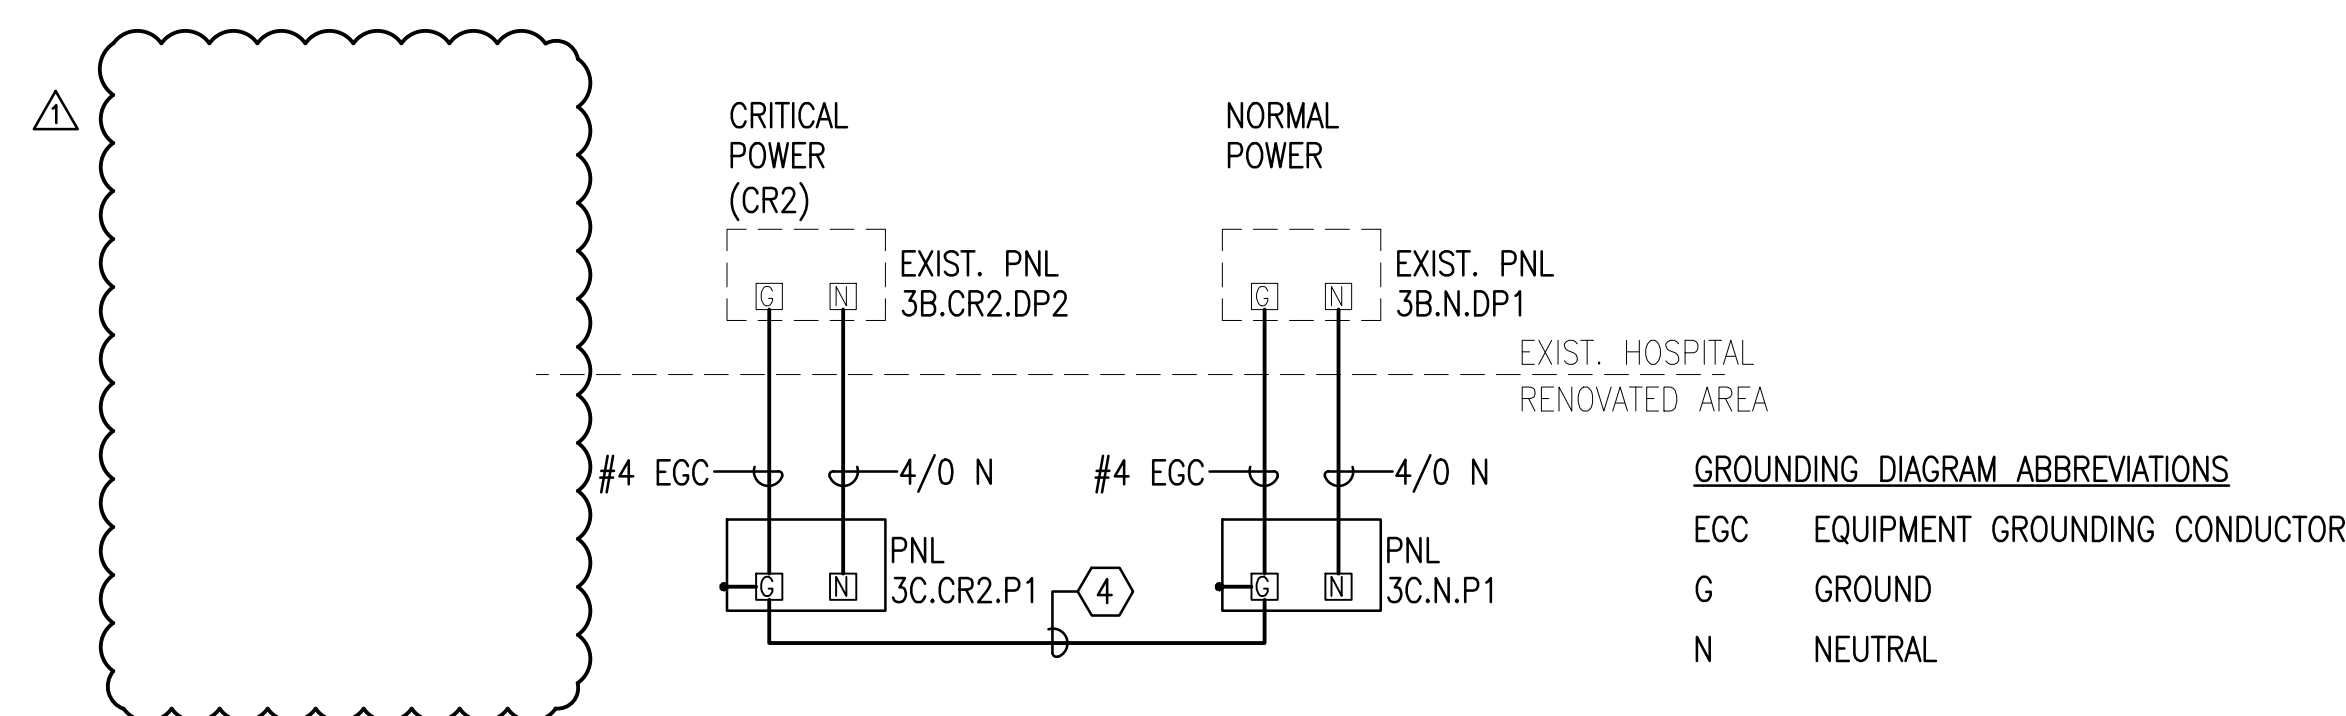 1
CRITICAL
POWER
(CR2)
G
N
EXIST. PNL
3B.CR2.DP2
NORMAL
POWER
G
N
EXIST. PNL
3B.N.DP1
EXIST. HOSPITAL
RENOVATED AREA
#4 EGC
4/0 N
#4 EGC
4/0 N
G
N
PNL
3C.CR2.P1
4
G
N
PNL
3C.N.P1
GROUNDING DIAGRAM ABBREVIATIONS
EGC EQUIPMENT GROUNDING CONDUCTOR
G GROUND
N NEUTRAL